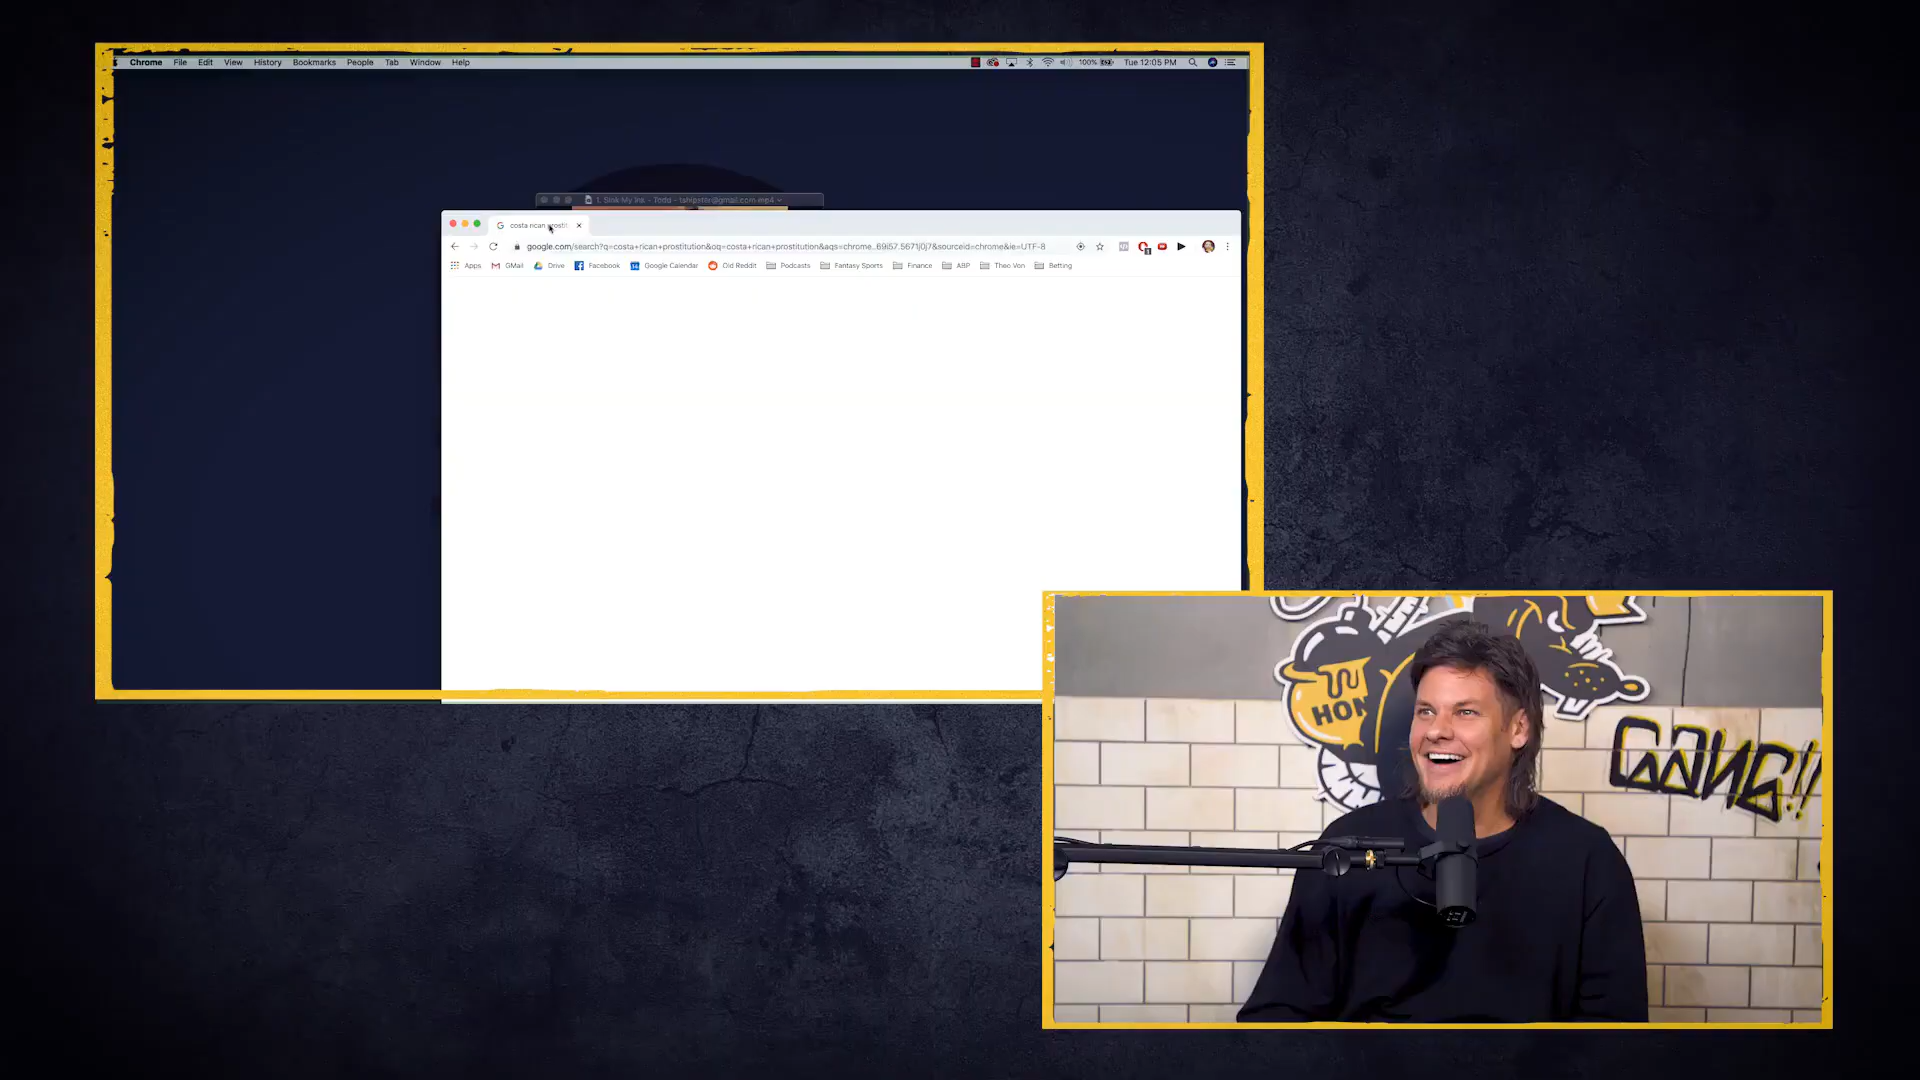 Chrome File Edit View History Bookmarks People Tab Window Help 100% Tue 12:05 PM
costa rican prostit
google.com/search?q=costa+rican+prostitution&oq=costa+rican+prostitution&aqs=chrome..69i57.5671j0j7&sourceid=chrome&ie=UTF-8
Apps GMail Drive Facebook Google Calendar Old Reddit Podcasts Fantasy Sports Finance ABP Theo Von Betting
HON
GANG!!